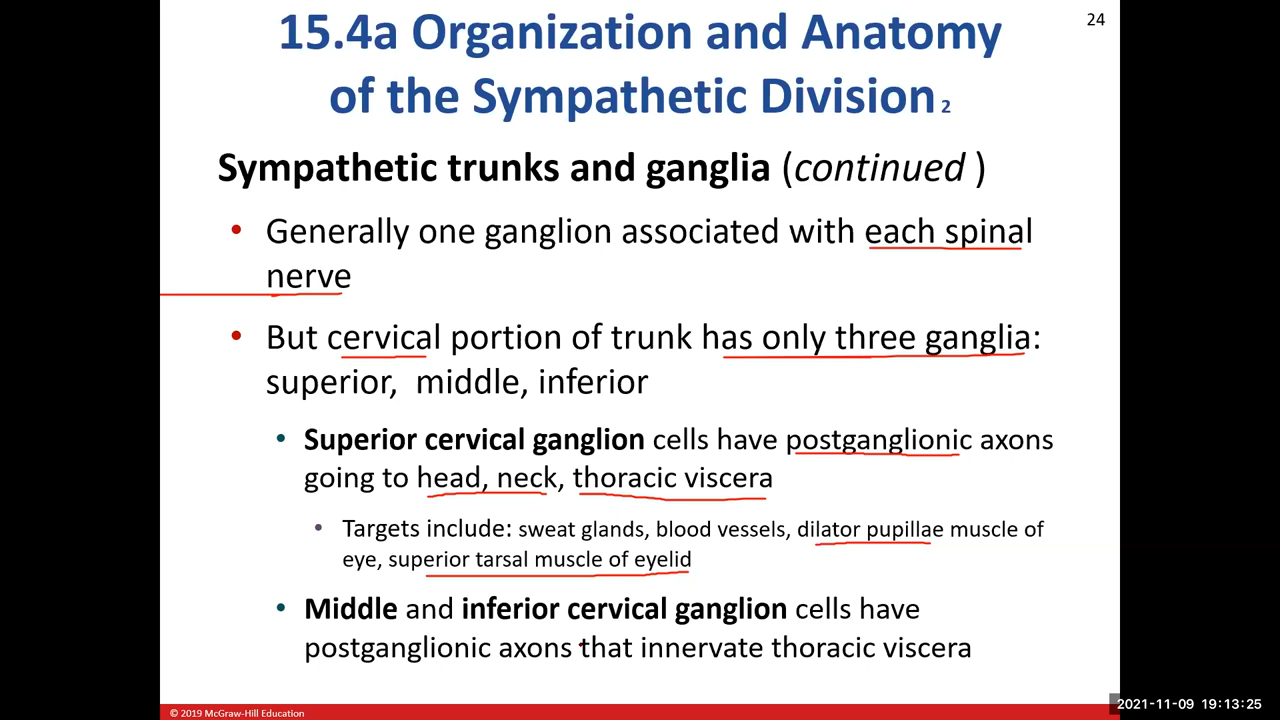 24
15.4a Organization and Anatomy
of the Sympathetic Division 2
Sympathetic trunks and ganglia (continued )
• Generally one ganglion associated with each spinal
nerve
• But cervical portion of trunk has only three ganglia:
superior, middle, inferior
• Superior cervical ganglion cells have postganglionic axons
going to head, neck, thoracic viscera
• Targets include: sweat glands, blood vessels, dilator pupillae muscle of
eye, superior tarsal muscle of eyelid
• Middle and inferior cervical ganglion cells have
postganglionic axons that innervate thoracic viscera
© 2019 McGraw-Hill Education
2021-11-09 19:13:25